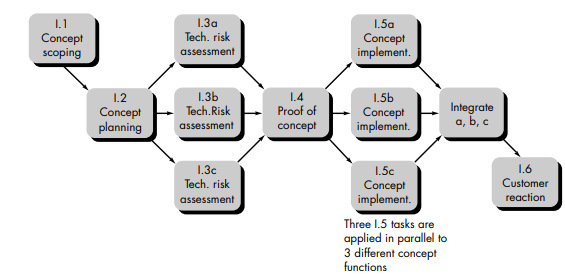 I.1
Concept
scoping
I.2
Concept
planning
I.3a
Tech. risk
assessment
I.3b
Tech.Risk
assessment
I.3c
Tech. risk
assessment
I.4
Proof of
concept
I.5a
Concept
implement.
I.5b
Concept
implement.
I.5c
Concept
implement.
Integrate
a, b, c
I.6
Customer
reaction
Three I.5 tasks are
applied in parallel to
3 different concept
functions